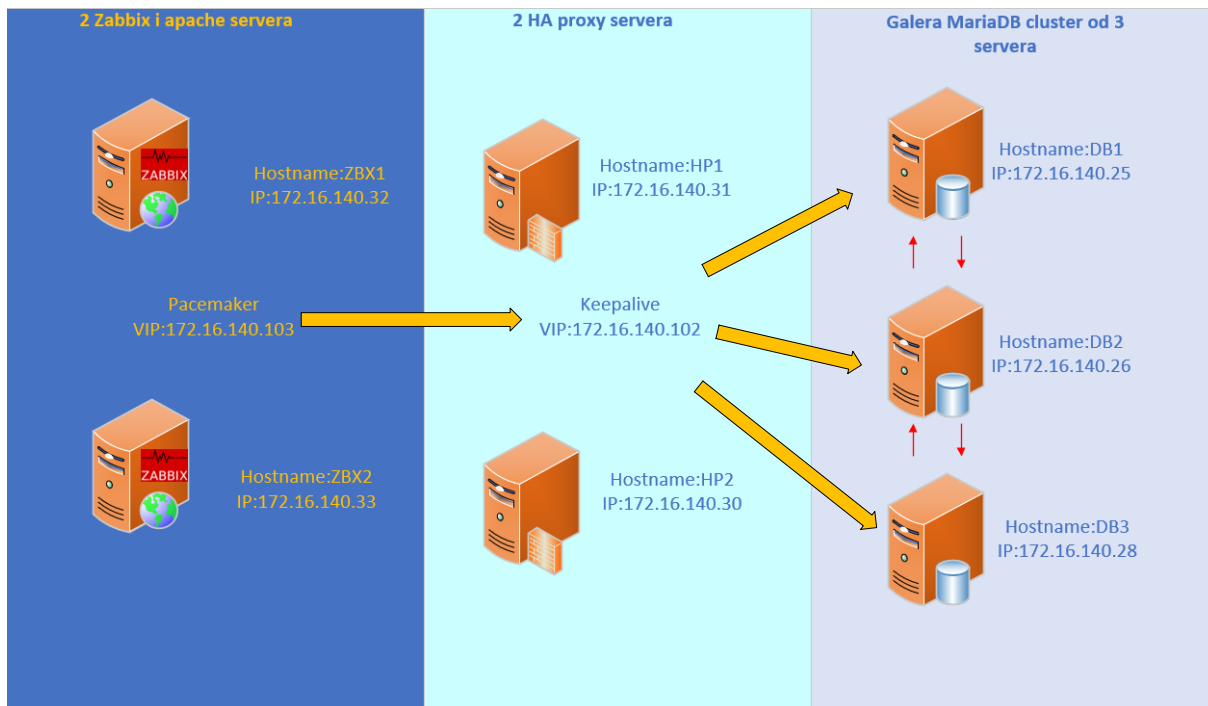 2 Zabbix i apache servera
ZABBIX
Hostname:ZBX1
IP:172.16.140.32
Pacemaker
VIP:172.16.140.103
ZABBIX
Hostname:ZBX2
IP:172.16.140.33
2 HA proxy servera
Hostname:HP1
IP:172.16.140.31
Keepalive
VIP:172.16.140.102
Hostname:HP2
IP:172.16.140.30
Galera MariaDB cluster od 3
servera
Hostname:DB1
IP:172.16.140.25
Hostname:DB2
IP:172.16.140.26
Hostname:DB3
IP:172.16.140.28